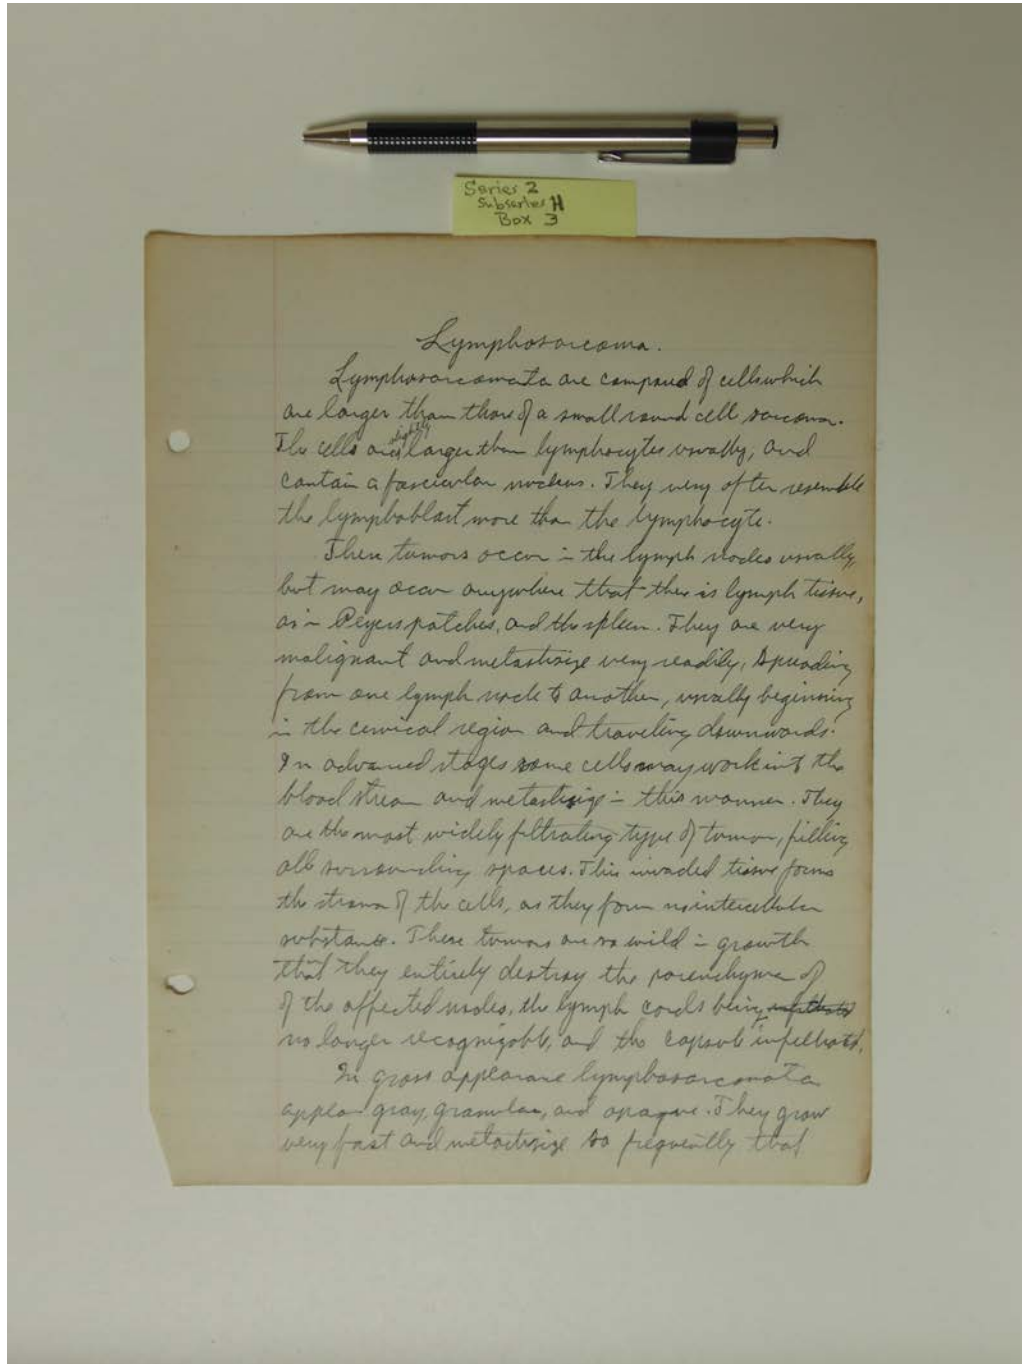 Series 2
Subseries H
Box 3
Lymphosarcoma.
Lymphosarcomata are composed of cells which
are larger than those of a small round cell sarcoma.
slightly
The cells are larger than lymphocytes usually, and
contain a nucleus. They very often resemble
the lymphoblast more than the lymphocyte.
These tumors occur in the lymph nodes usually,
but may occur anywhere that there is lymph tissue,
as in Peyers patches, and the spleen. They are very
malignant and metastisize very readily, spreading
from one lymph node to another, usually beginning
in the cervical region and traveling downwards.
In advanced stages some cells may work into the
blood stream and metastisize in this manner. They
are the most widely filtrating type of tumor, filling
all surrounding spaces. This invaded tissue forms
the stroma of the cells, as they form no intercellular
substance. These tumors are so wild in growth
that they entirely destroy the parenchyma of
of the affected nodes, the lymph cords being
no longer recognizable, and the capsule infiltrated.
In gross appearance lymphosarcomata
appear gray, granular, and opaque. They grow
very fast and metastisize so frequently that